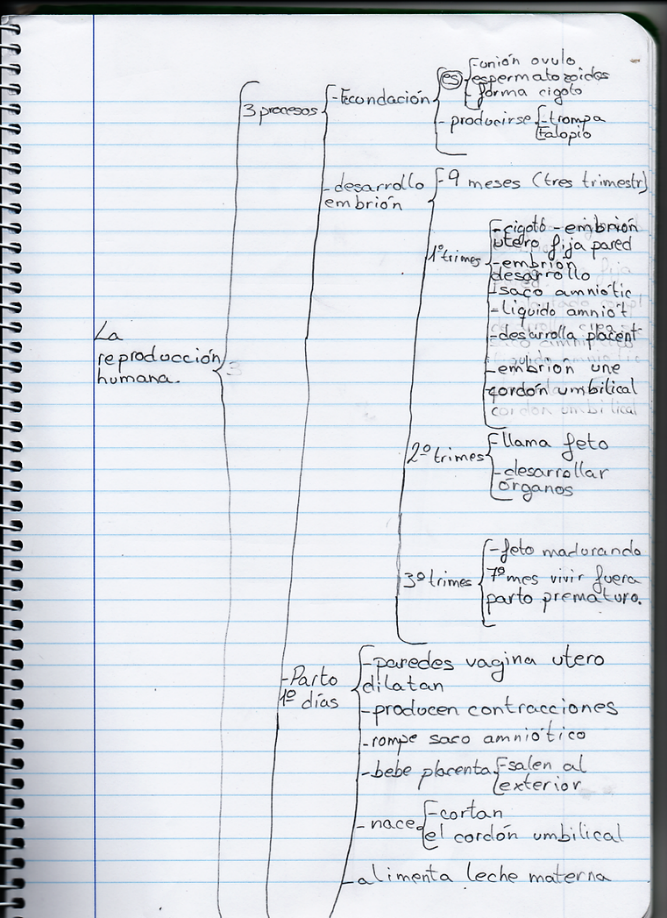 La
reproducción
humana.
3 procesos
-Fecundación
es
-unión ovulo
espermatozoides
-forma cigoto
-producirse
-trompa
falopio
-desarrollo
embrión
-9 meses (tres trimestr)
1º trimes
-cigoto-embrión
utero fija pared
-embrión
desarrollo
-saco amniótic
-líquido amniót
-desarrolla placent
-embrion une
cordón umbilical
2º trimes
-llama feto
-desarrollar
órganos
3º trimes
-feto madurando
7º mes vivir fuera
parto prematuro.
-Parto
1º días
-paredes vagina utero
dilatan
-producen contracciones
-rompe saco amniótico
-bebe placenta
-salen al
exterior
-nace
-cortan
el cordón umbilical
-alimenta leche materna